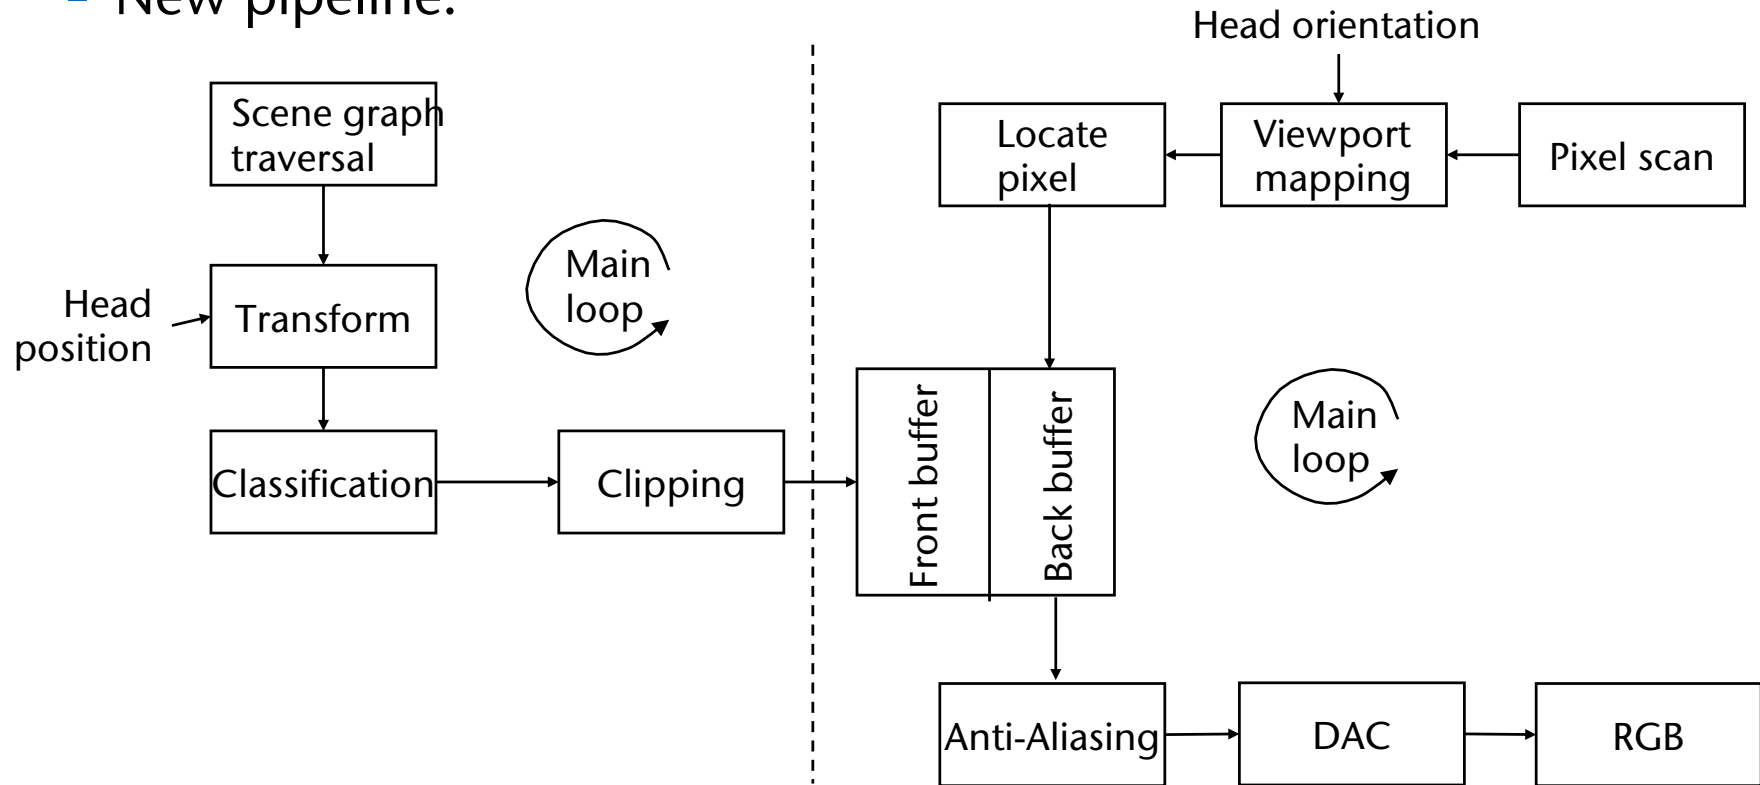 New pipeline:
Head orientation
Scene graph
traversal
Locate
pixel
Viewport
mapping
Pixel scan
Main
loop
Head
position
Transform
Main
loop
Classification
Clipping
Front buffer
Back buffer
Anti-Aliasing
DAC
RGB